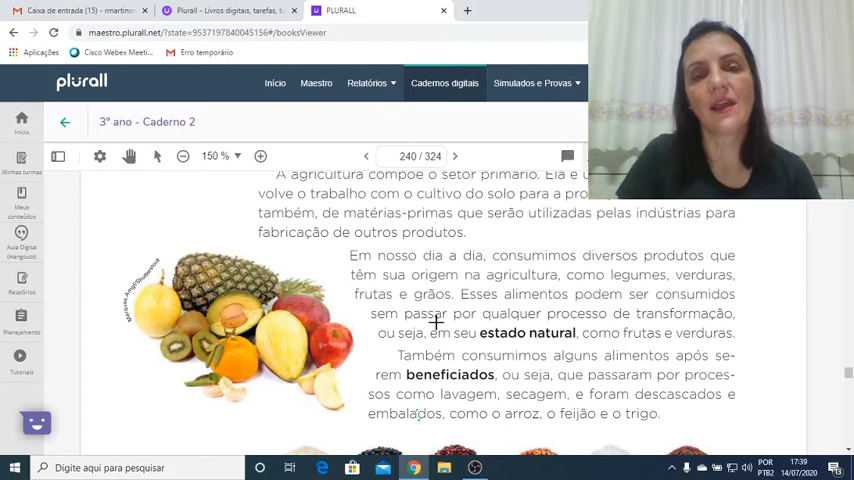 Caixa de entrada (15) - rmartins
Plurall - Livros digitais, tarefas, tu
PLURALL
maestro.plurall.net/?state=9537197840045156#/booksViewer
Aplicações
Cisco Webex Meet
Erro temporário
plurall
Início
Maestro
Relatórios
Cadernos digitais
Simulados e Provas
3° ano - Caderno 2
150 %
240 / 324
Início
Minhas turmas
Meus conteúdos
Aula Digital (Hangouts)
Relatórios
Planejamento
Tutoriais
A agricultura compõe o setor primário. Ela é u
volve o trabalho com o cultivo do solo para a pro
também, de matérias-primas que serão utilizadas pelas indústrias para
fabricação de outros produtos.
Em nosso dia a dia, consumimos diversos produtos que
têm sua origem na agricultura, como legumes, verduras,
frutas e grãos. Esses alimentos podem ser consumidos
sem passar por qualquer processo de transformação,
ou seja, em seu estado natural, como frutas e verduras.
Também consumimos alguns alimentos após se-
rem beneficiados, ou seja, que passaram por proces-
sos como lavagem, secagem, e foram descascados e
embalados, como o arroz, o feijão e o trigo.
Digite aqui para pesquisar
POR
PTB2
17:39
14/07/2020